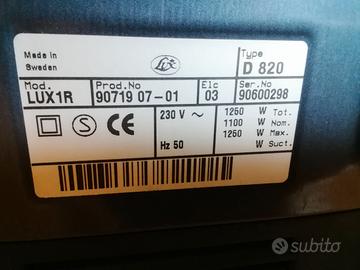 Made in
Sweden
Lux
Type
D 820
Mod. Prod.No Elc Ser.No
LUX1R 90719 07-01 03 90600298
S CE 230 V ~ 1250 W Tot.
1100 W Nom.
Hz 50 1250 W Max.
W Suct.
subito